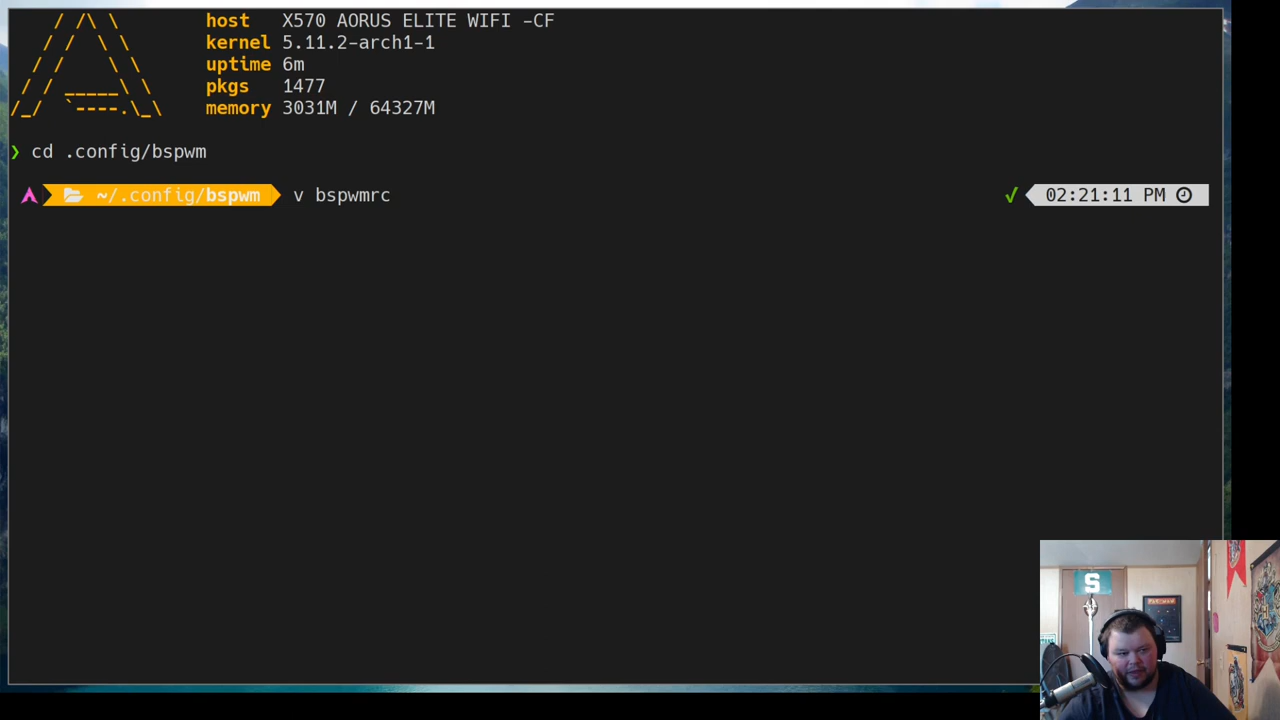 host X570 AORUS ELITE WIFI -CF
kernel 5.11.2-arch1-1
uptime 6m
pkgs 1477
memory 3031M / 64327M
❯ cd .config/bspwm
~/.config/bspwm v bspwmrc ✓ 02:21:11 PM
S